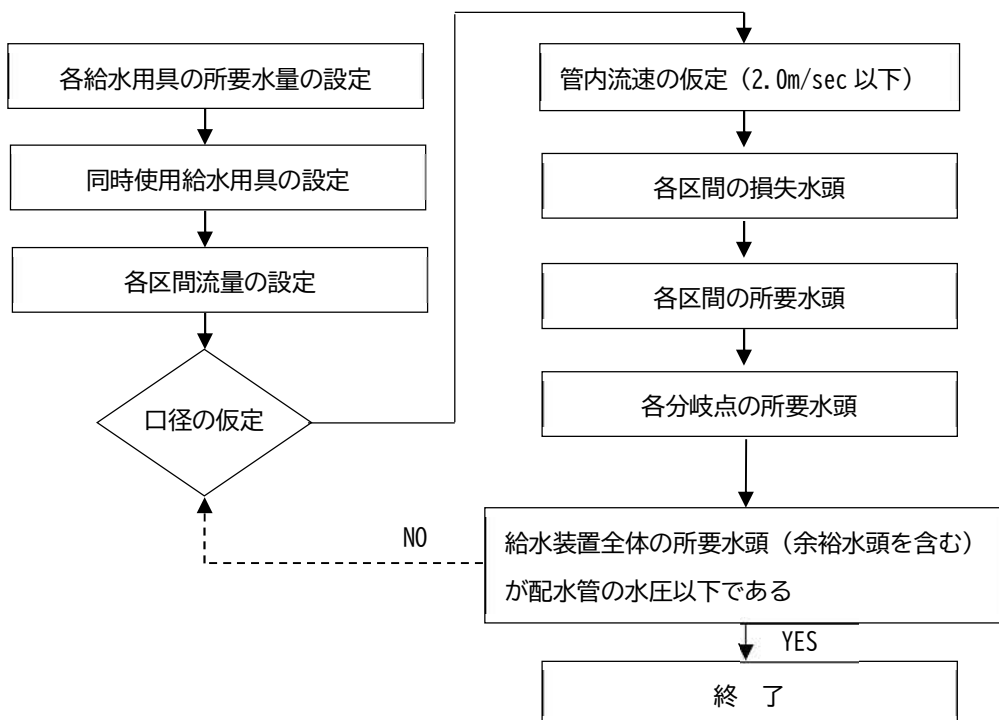 各給水用具の所要水量の設定
同時使用給水用具の設定
各区間流量の設定
口径の仮定
管内流速の仮定（2.0m/sec 以下）
各区間の損失水頭
各区間の所要水頭
各分岐点の所要水頭
給水装置全体の所要水頭（余裕水頭を含む）
が配水管の水圧以下である
NO
YES
終　了